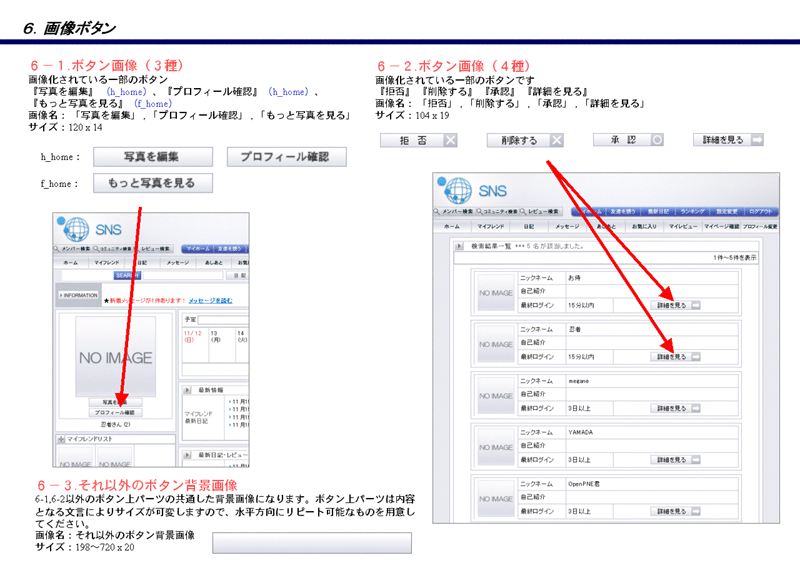 6. 画像ボタン
６－１.ボタン画像（３種）
画像化されている一部のボタン
『写真を編集』（h_home）、『プロフィール確認』（h_home）、
『もっと写真を見る』（f_home）
画像名：「写真を編集」,「プロフィール確認」,「もっと写真を見る」
サイズ：120 x 14
h_home：
写真を編集
プロフィール確認
f_home：
もっと写真を見る
SNS
メンバー検索 コミュニティ検索 レビュー検索
マイホーム 友達を誘う
ホーム マイフレンド 日記 メッセージ あしあと お気に
SEARCH
日記
INFORMATION
★新着メッセージが1件あります！ メッセージを読む
NO IMAGE
予定
11/12 13 14
(日) (月) (火)
写真を
プロフィール確認
忍者さん (2)
最新情報
マイフレンド
最新日記
11月1
11月1
11月1
11月1
マイフレンドリスト
最新日記・レビュー
NO IMAGE NO IMAGE
11月
６－２.ボタン画像（４種）
画像化されている一部のボタンです
『拒否』『削除する』『承認』『詳細を見る』
画像名：「拒否」,「削除する」,「承認」,「詳細を見る」
サイズ：104 x 19
拒 否
削除する
承 認
詳細を見る
SNS
メンバー検索 コミュニティ検索 レビュー検索
マイホーム 友達を誘う 最新日記 ランキング 設定変更 ログアウト
ホーム マイフレンド 日記 メッセージ あしあと お気に入り マイレビュー マイページ確認 プロフィール変更
検索結果一覧 *** 5 名が該当しました。
1件～5件を表示
NO IMAGE
ニックネーム お侍
自己紹介
最終ログイン 15分以内 詳細を見る
NO IMAGE
ニックネーム 忍者
自己紹介
最終ログイン 15分以内 詳細を見る
NO IMAGE
ニックネーム megane
自己紹介
最終ログイン 3日以上 詳細を見る
NO IMAGE
ニックネーム YAMADA
自己紹介
最終ログイン 3日以上 詳細を見る
NO IMAGE
ニックネーム OpenPNE君
自己紹介
最終ログイン 3日以上 詳細を見る
６－３.それ以外のボタン背景画像
6-1,6-2以外のボタン上パーツの共通した背景画像になります。ボタン上パーツは内容
となる文言によりサイズが可変しますので、水平方向にリピート可能なものを用意し
てください。
画像名：それ以外のボタン背景画像
サイズ：198～720 x 20